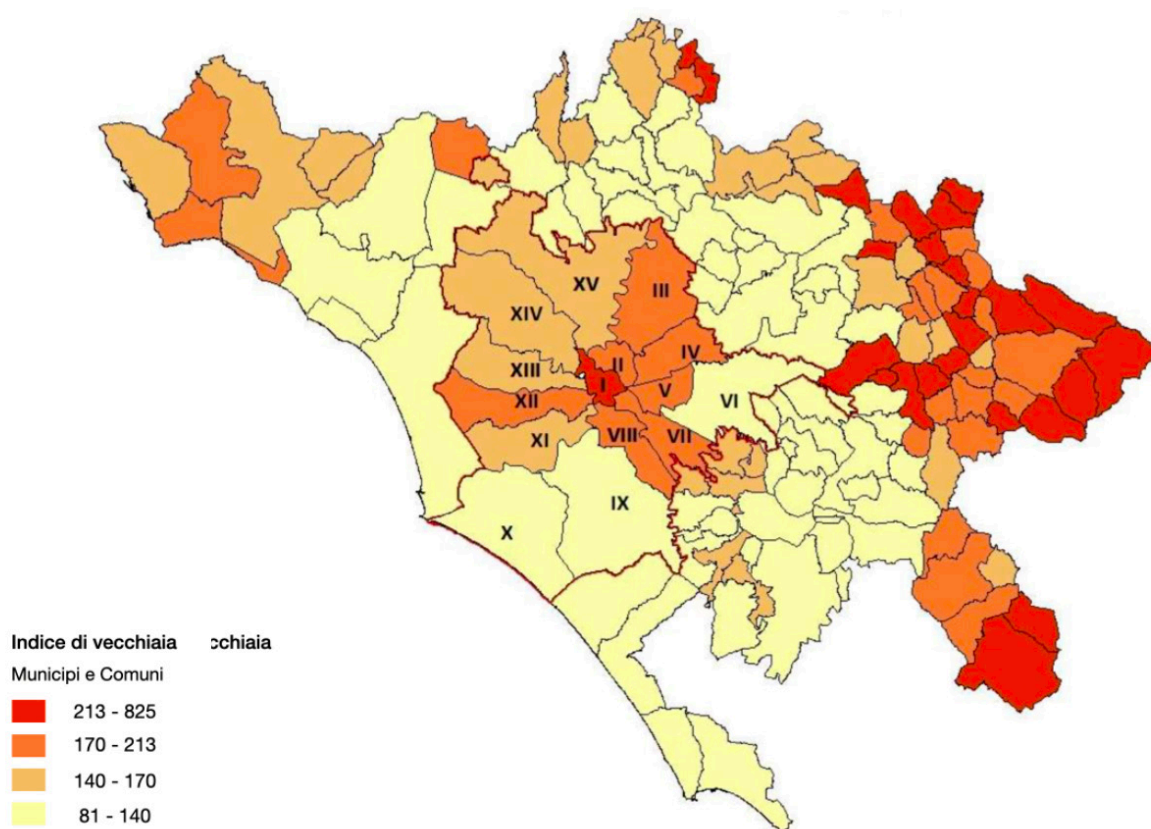 III
XV
XIV
IV
II
XIII
I
V
XII
VI
VIII
VII
XI
IX
X
Indice di vecchiaia :cchiaia
Municipi e Comuni
213 - 825
170 - 213
140 - 170
81 - 140